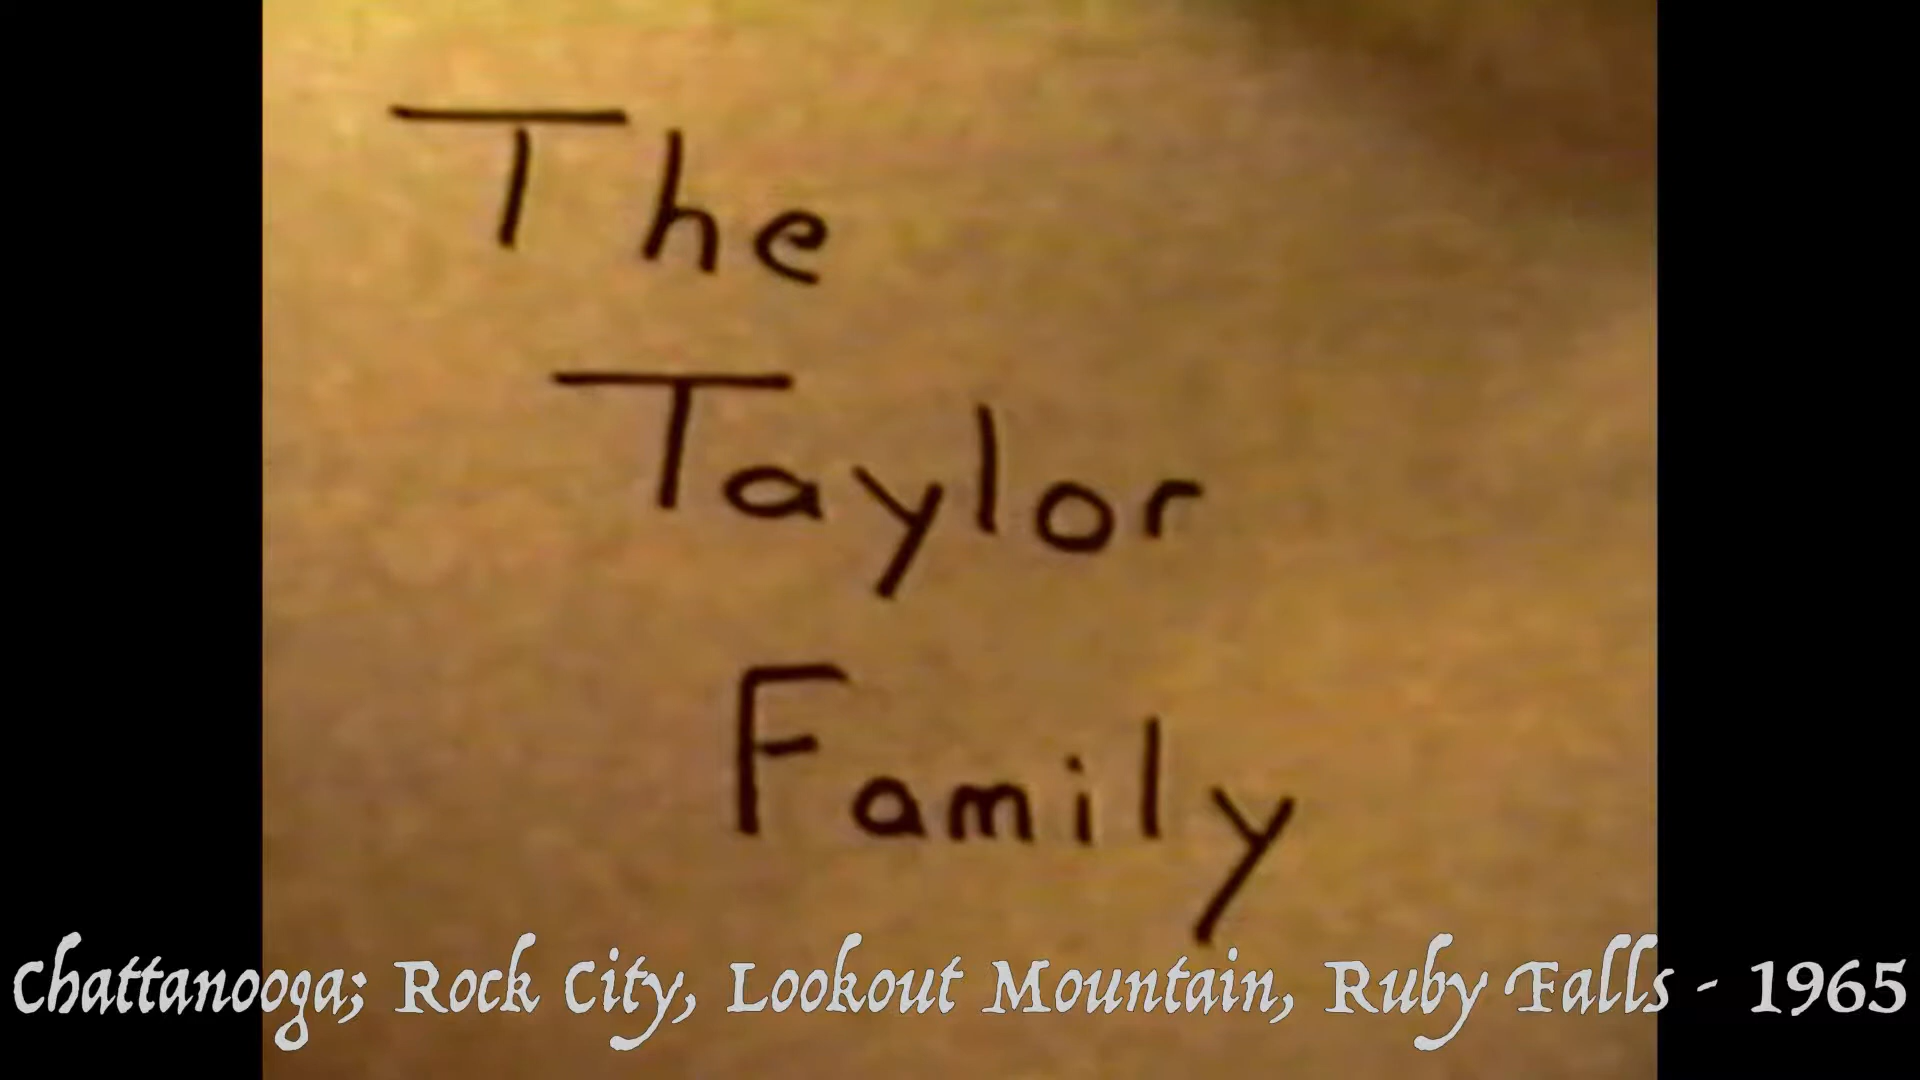 The
Taylor
Family
Chattanooga; Rock City, Lookout Mountain, Ruby Falls - 1965